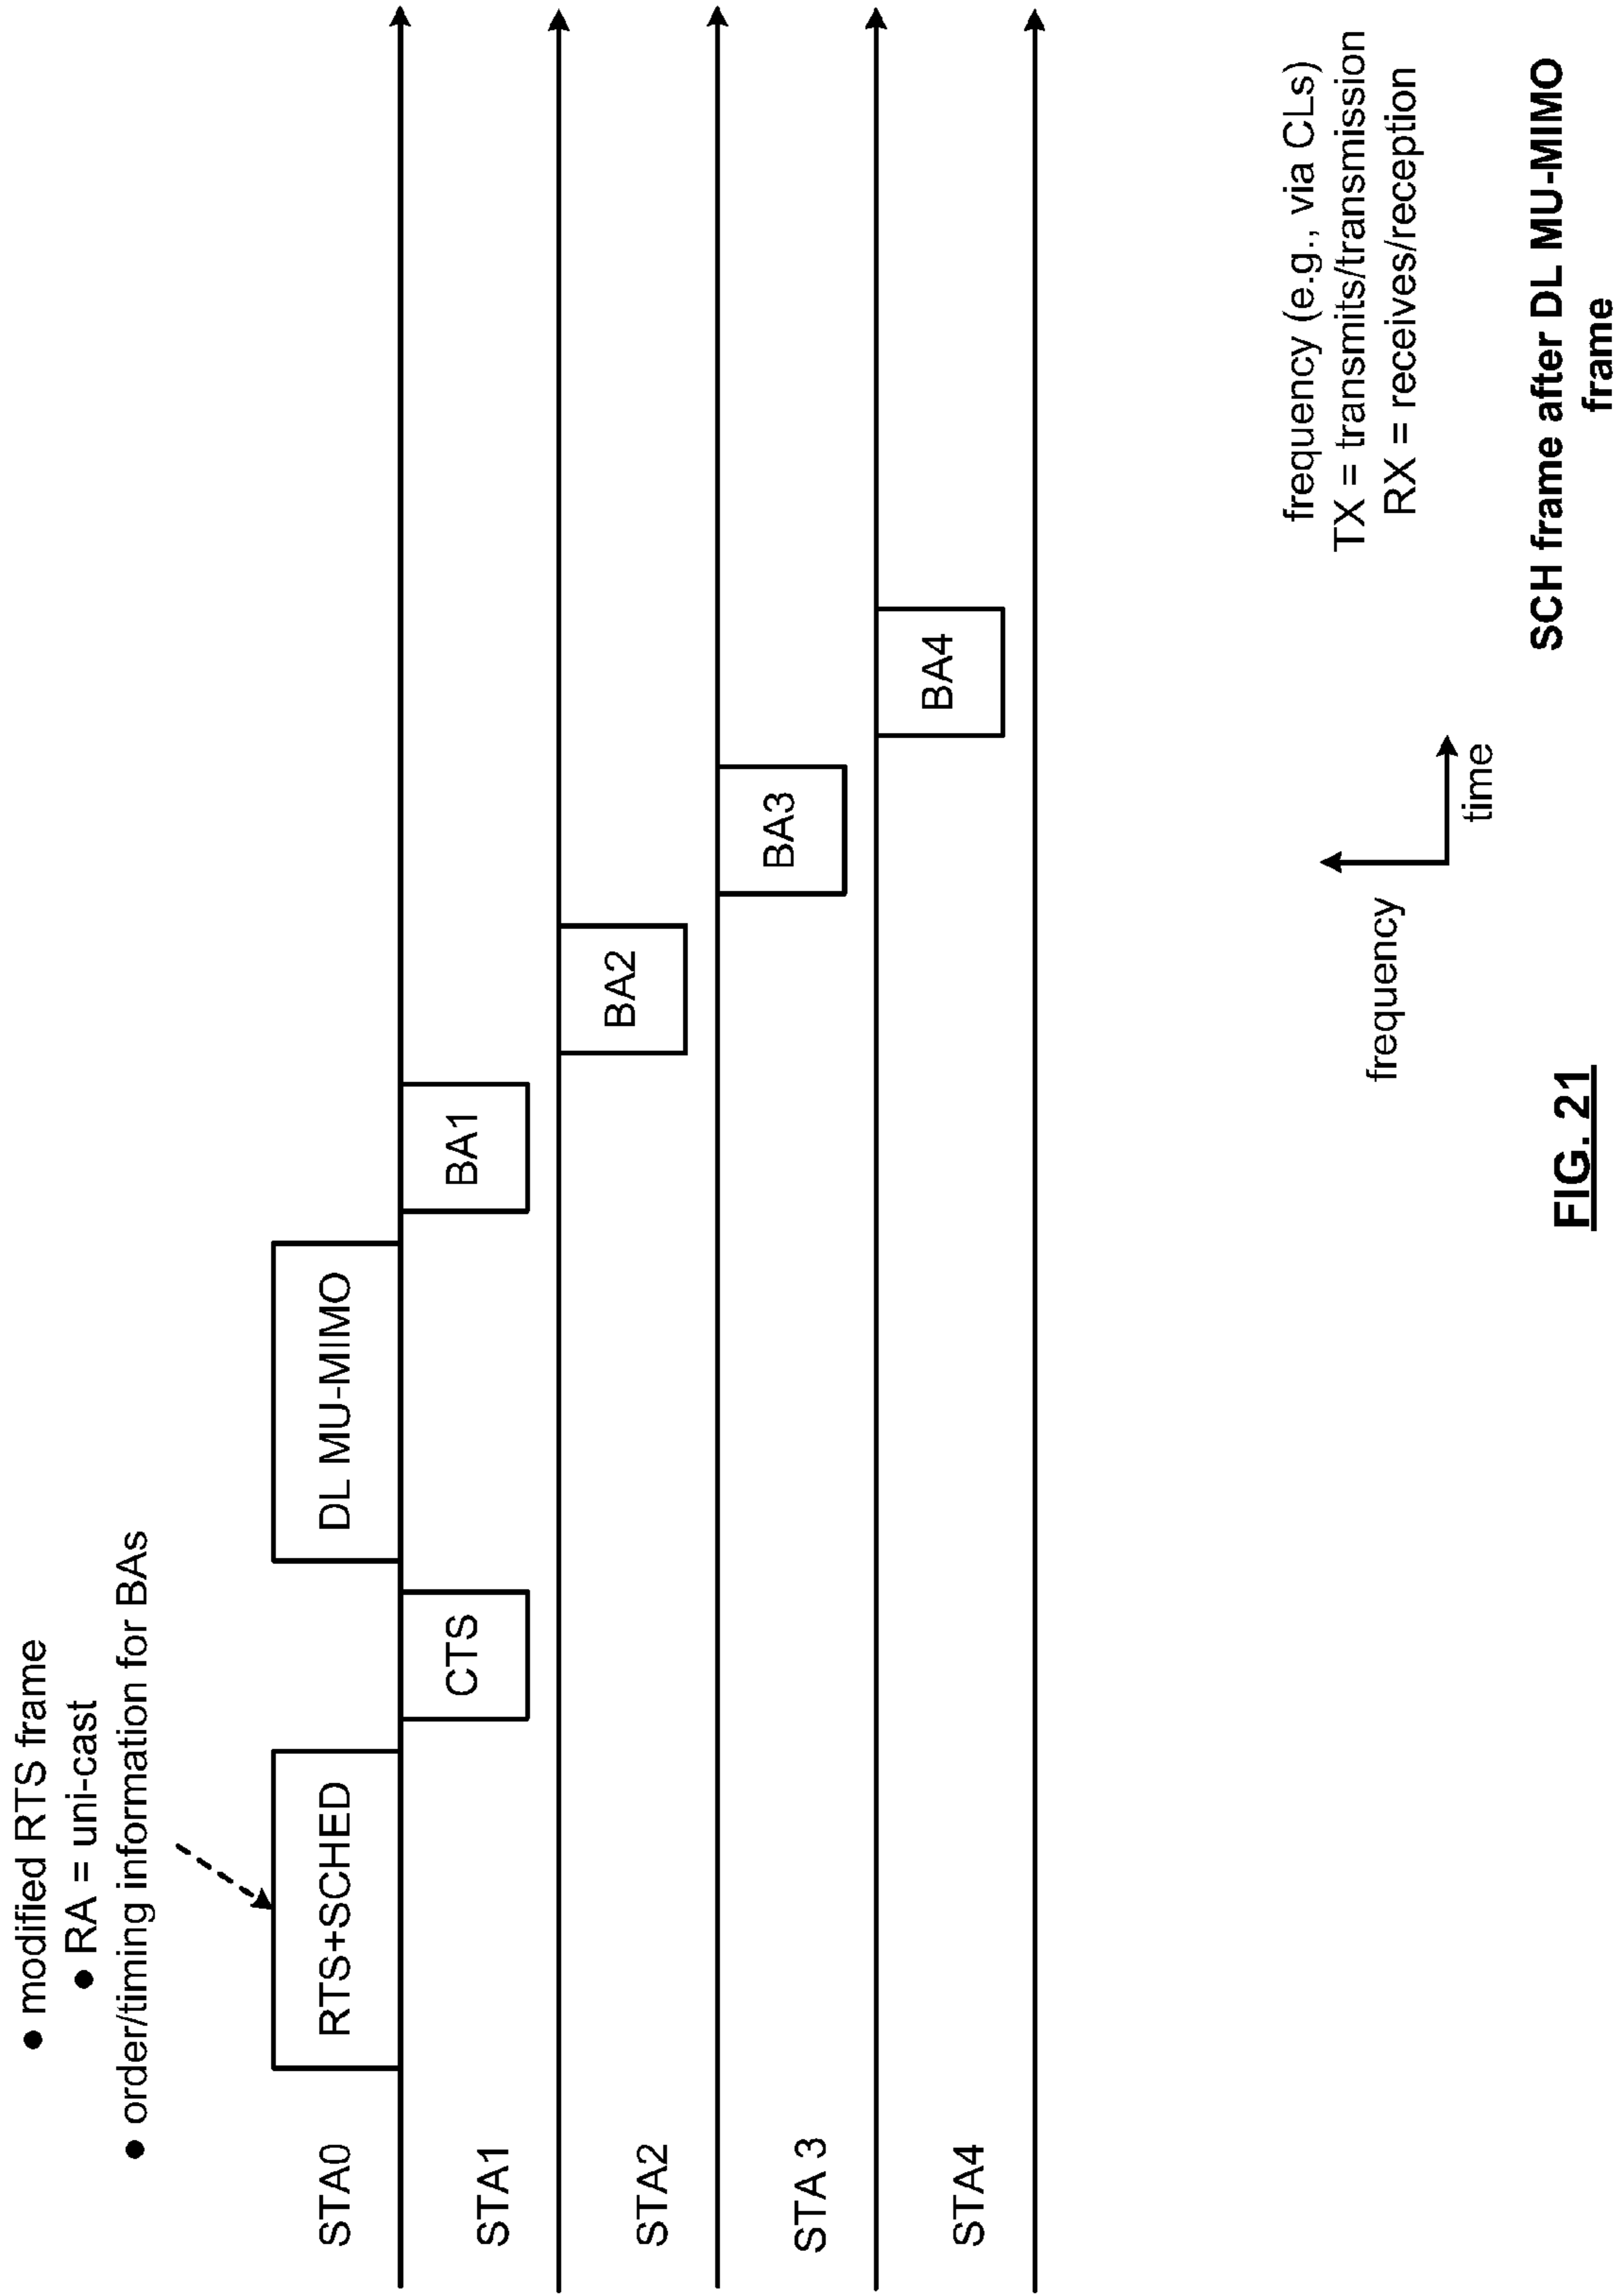 ● modified RTS frame
● RA = uni-cast
● order/timing information for BAs
STA0
RTS+SCHED
DL MU-MIMO
STA1
CTS
BA1
STA2
BA2
STA 3
BA3
STA4
BA4
frequency
time
frequency (e.g., via CLs)
TX = transmits/transmission
RX = receives/reception
FIG. 21
SCH frame after DL MU-MIMO
frame